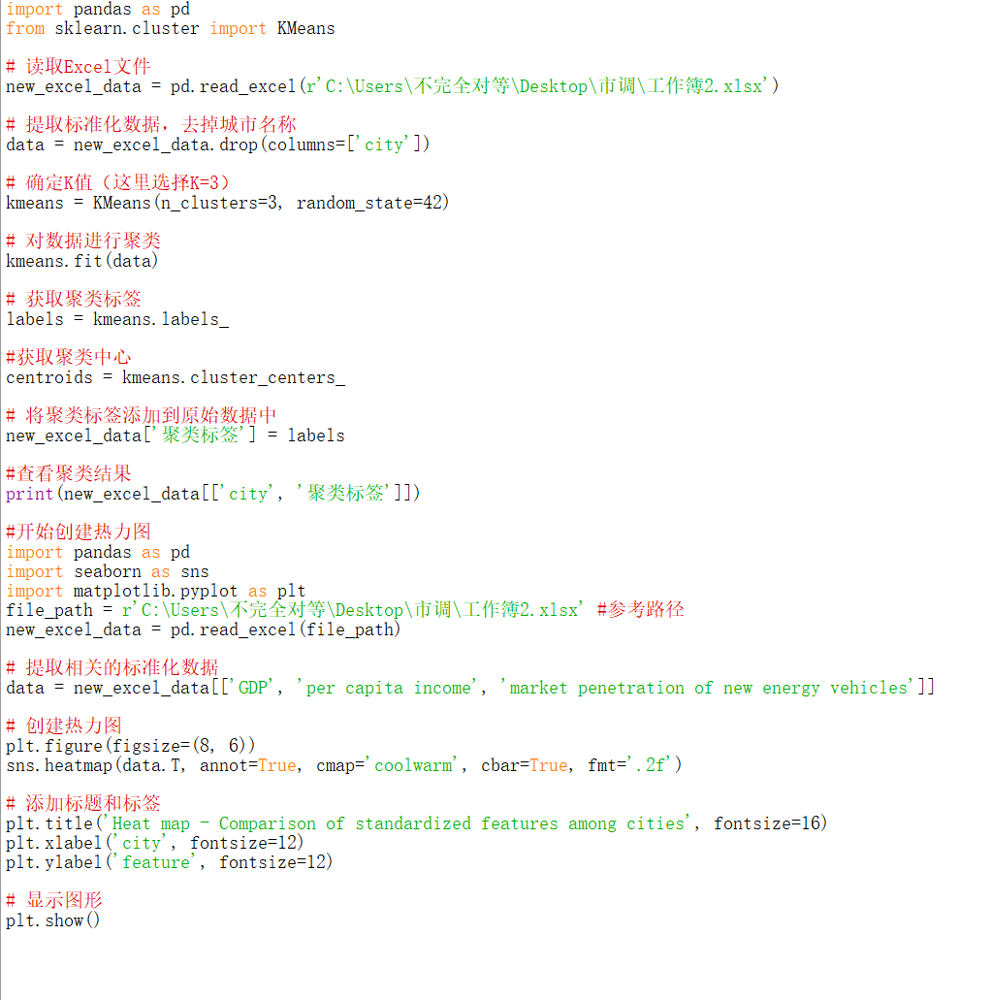 import pandas as pd
from sklearn.cluster import KMeans
# 读取Excel文件
new_excel_data = pd.read_excel(r'C:\Users\不完全对等\Desktop\市调\工作簿2.xlsx')
# 提取标准化数据，去掉城市名称
data = new_excel_data.drop(columns=['city'])
# 确定K值（这里选择K=3）
kmeans = KMeans(n_clusters=3, random_state=42)
# 对数据进行聚类
kmeans.fit(data)
# 获取聚类标签
labels = kmeans.labels_
#获取聚类中心
centroids = kmeans.cluster_centers_
# 将聚类标签添加到原始数据中
new_excel_data['聚类标签'] = labels
#查看聚类结果
print(new_excel_data[['city', '聚类标签']])
#开始创建热力图
import pandas as pd
import seaborn as sns
import matplotlib.pyplot as plt
file_path = r'C:\Users\不完全对等\Desktop\市调\工作簿2.xlsx' #参考路径
new_excel_data = pd.read_excel(file_path)
# 提取相关的标准化数据
data = new_excel_data[['GDP', 'per capita income', 'market penetration of new energy vehicles']]
# 创建热力图
plt.figure(figsize=(8, 6))
sns.heatmap(data.T, annot=True, cmap='coolwarm', cbar=True, fmt='.2f')
# 添加标题和标签
plt.title('Heat map - Comparison of standardized features among cities', fontsize=16)
plt.xlabel('city', fontsize=12)
plt.ylabel('feature', fontsize=12)
# 显示图形
plt.show()